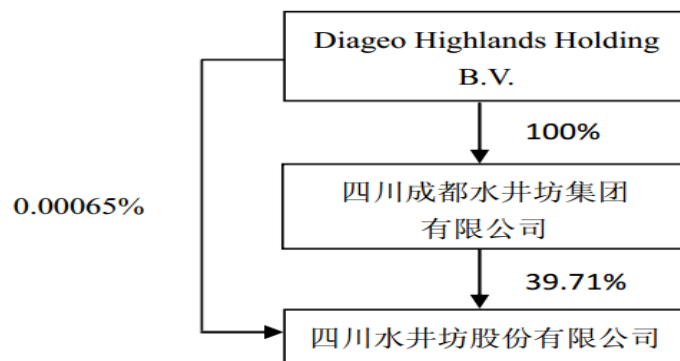 Diageo Highlands Holding
B.V.
100%
0.00065%
四川成都水井坊集团
有限公司
39.71%
四川水井坊股份有限公司